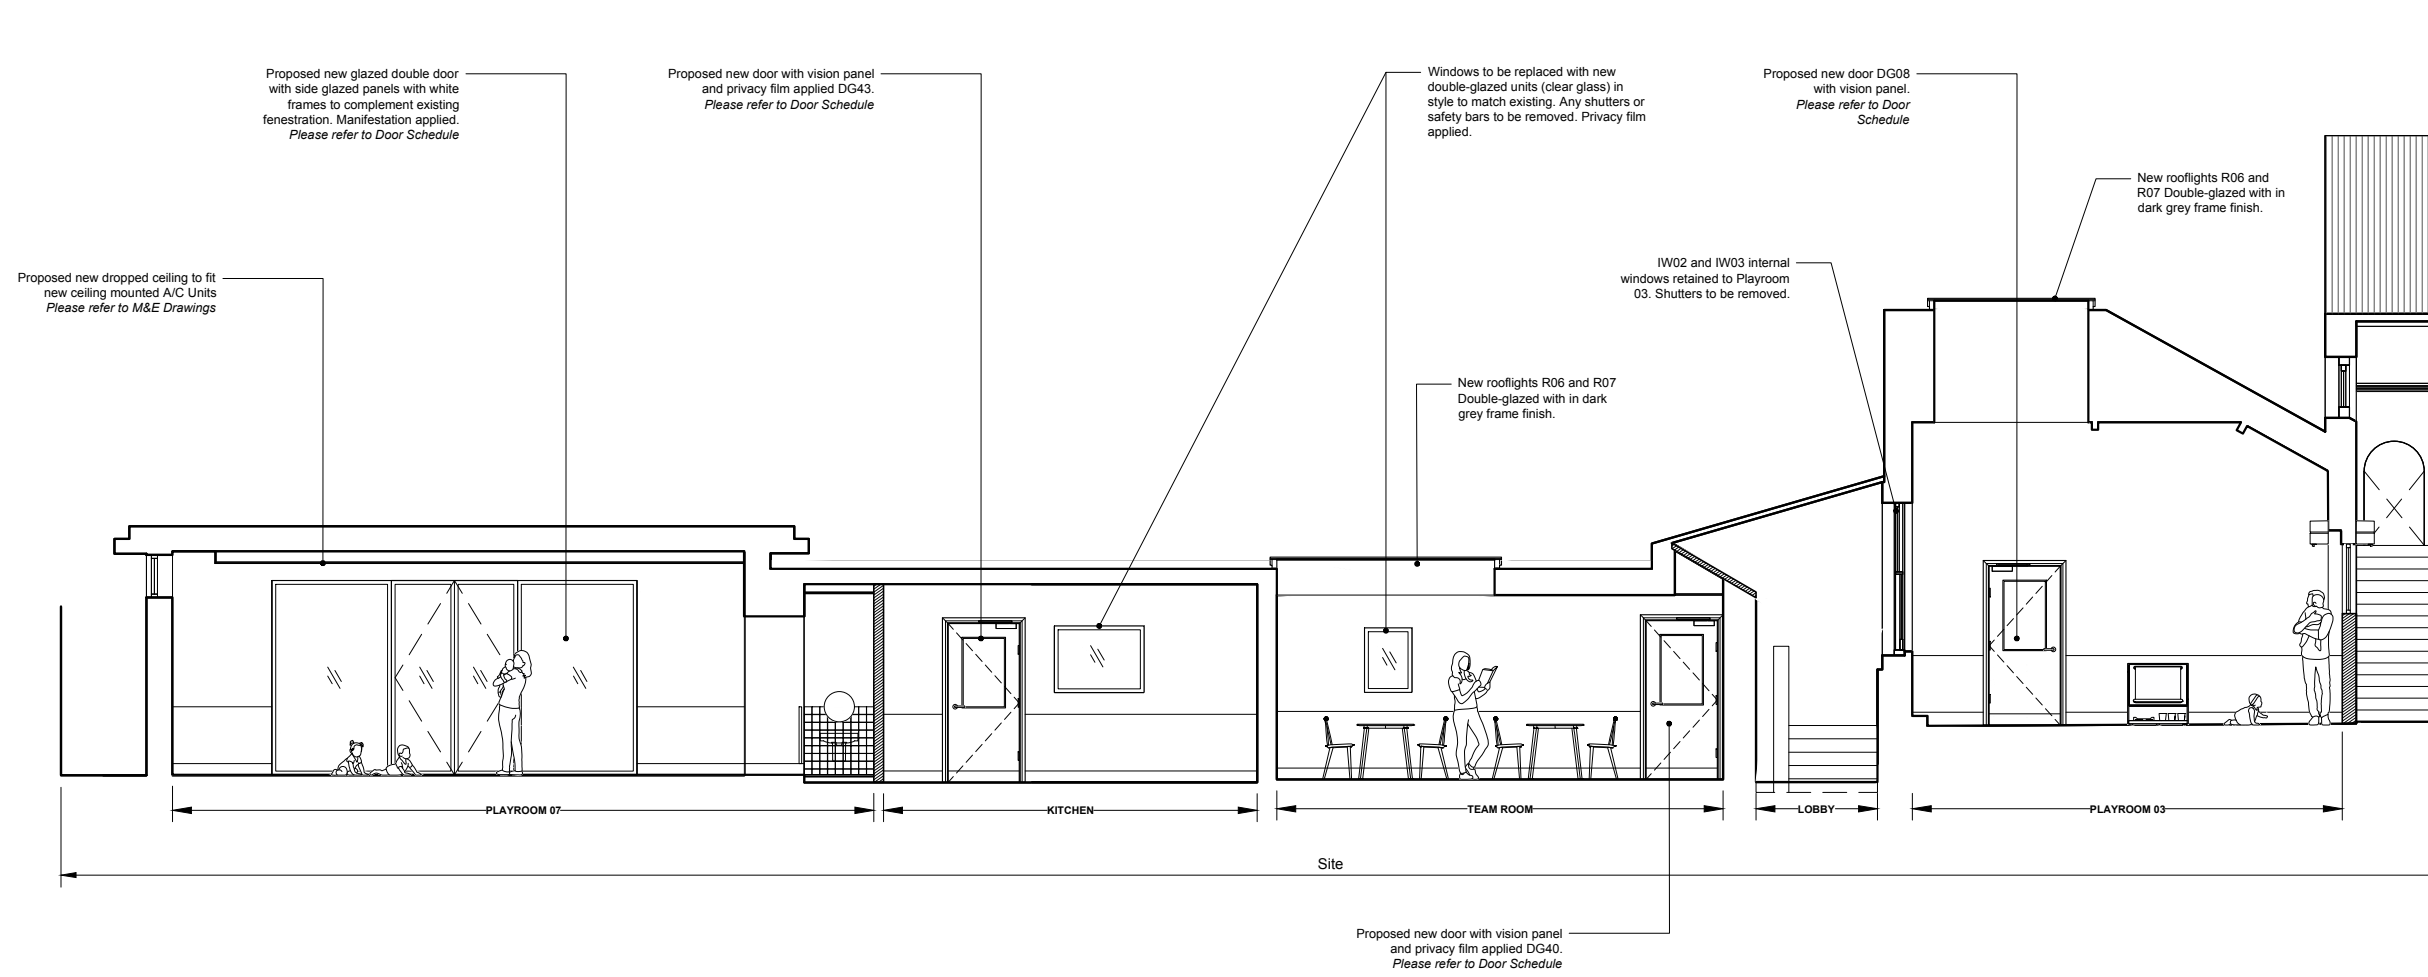 Proposed new glazed double door
with side glazed panels with white
frames to complement existing
fenestration. Manifestation applied.
Please refer to Door Schedule
Proposed new door with vision panel
and privacy film applied DG43.
Please refer to Door Schedule
Windows to be replaced with new
double-glazed units (clear glass) in
style to match existing. Any shutters or
safety bars to be removed. Privacy film
applied.
Proposed new door DG08
with vision panel.
Please refer to Door
Schedule
New rooflights R06 and
R07 Double-glazed with in
dark grey frame finish.
Proposed new dropped ceiling to fit
new ceiling mounted A/C Units
Please refer to M&E Drawings
IW02 and IW03 internal
windows retained to Playroom
03. Shutters to be removed.
New rooflights R06 and R07
Double-glazed with in dark
grey frame finish.
PLAYROOM 07
KITCHEN
TEAM ROOM
LOBBY
PLAYROOM 03
Site
Proposed new door with vision panel
and privacy film applied DG40.
Please refer to Door Schedule